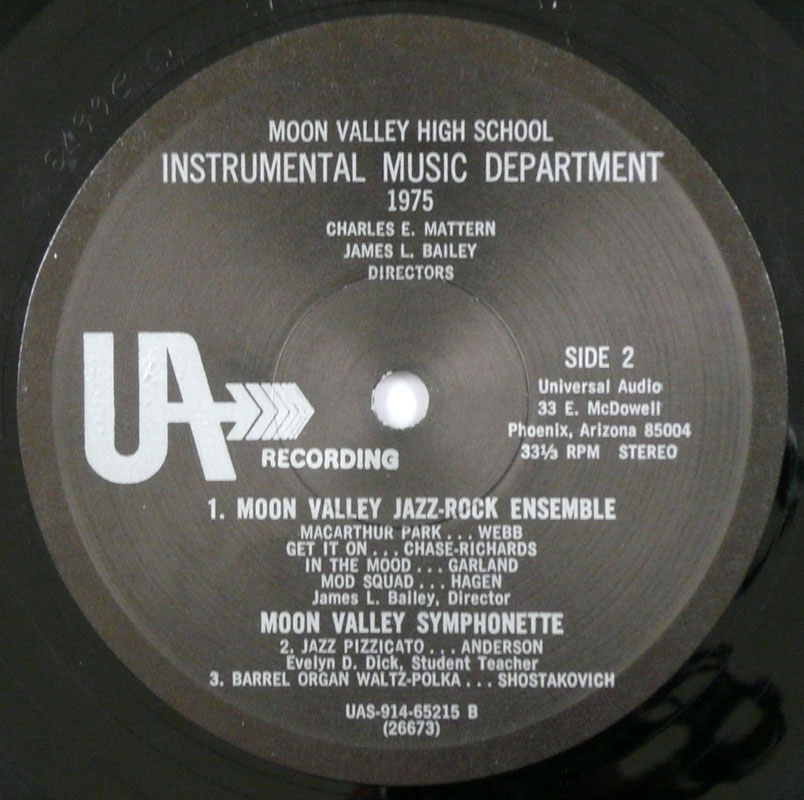 MOON VALLEY HIGH SCHOOL
INSTRUMENTAL MUSIC DEPARTMENT
1975
CHARLES E. MATTERN
JAMES L. BAILEY
DIRECTORS
UA
RECORDING
SIDE 2
Universal Audio
33 E. McDowell
Phoenix, Arizona 85004
33⅓ RPM STEREO
1. MOON VALLEY JAZZ-ROCK ENSEMBLE
MACARTHUR PARK . . . WEBB
GET IT ON . . . CHASE-RICHARDS
IN THE MOOD . . . GARLAND
MOD SQUAD . . . HAGEN
James L. Bailey, Director
MOON VALLEY SYMPHONETTE
2. JAZZ PIZZICATO . . . ANDERSON
Evelyn D. Dick, Student Teacher
3. BARREL ORGAN WALTZ-POLKA . . . SHOSTAKOVICH
UAS-914-65215 B
(26673)